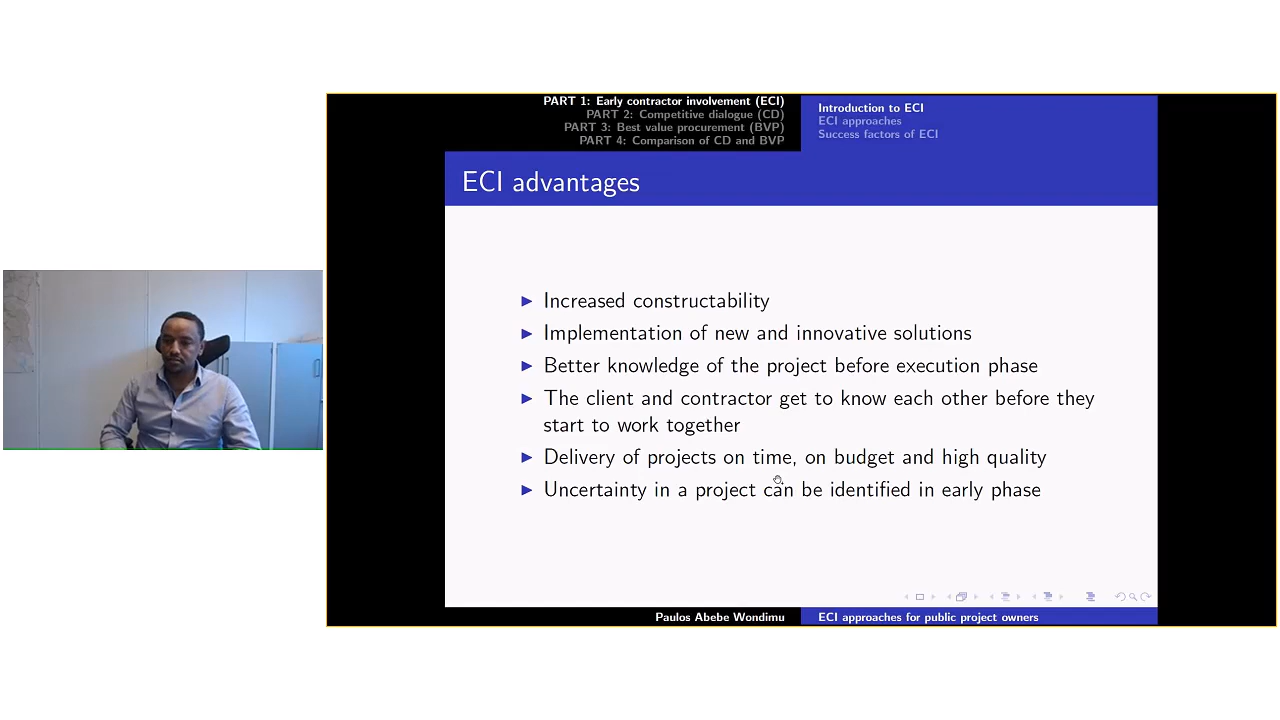 PART 1: Early contractor involvement (ECI)
PART 2: Competitive dialogue (CD)
PART 3: Best value procurement (BVP)
PART 4: Comparison of CD and BVP
Introduction to ECI
ECI approaches
Success factors of ECI
ECI advantages
Increased constructability
Implementation of new and innovative solutions
Better knowledge of the project before execution phase
The client and contractor get to know each other before they
start to work together
Delivery of projects on time, on budget and high quality
Uncertainty in a project can be identified in early phase
Paulos Abebe Wondimu
ECI approaches for public project owners